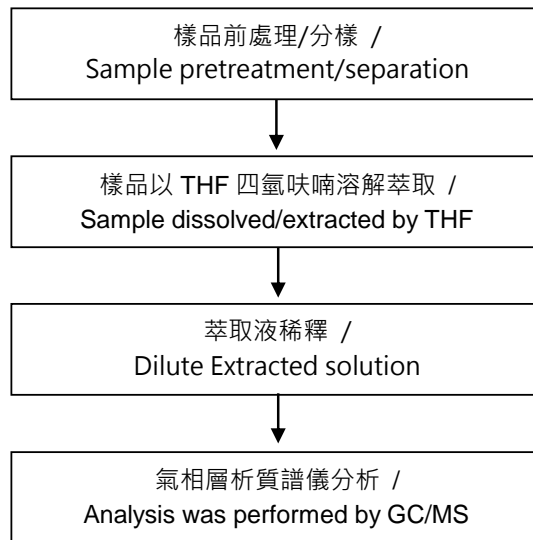 樣品前處理/分樣 /
Sample pretreatment/separation
樣品以 THF 四氫呋喃溶解萃取 /
Sample dissolved/extracted by THF
萃取液稀釋 /
Dilute Extracted solution
氣相層析質譜儀分析 /
Analysis was performed by GC/MS